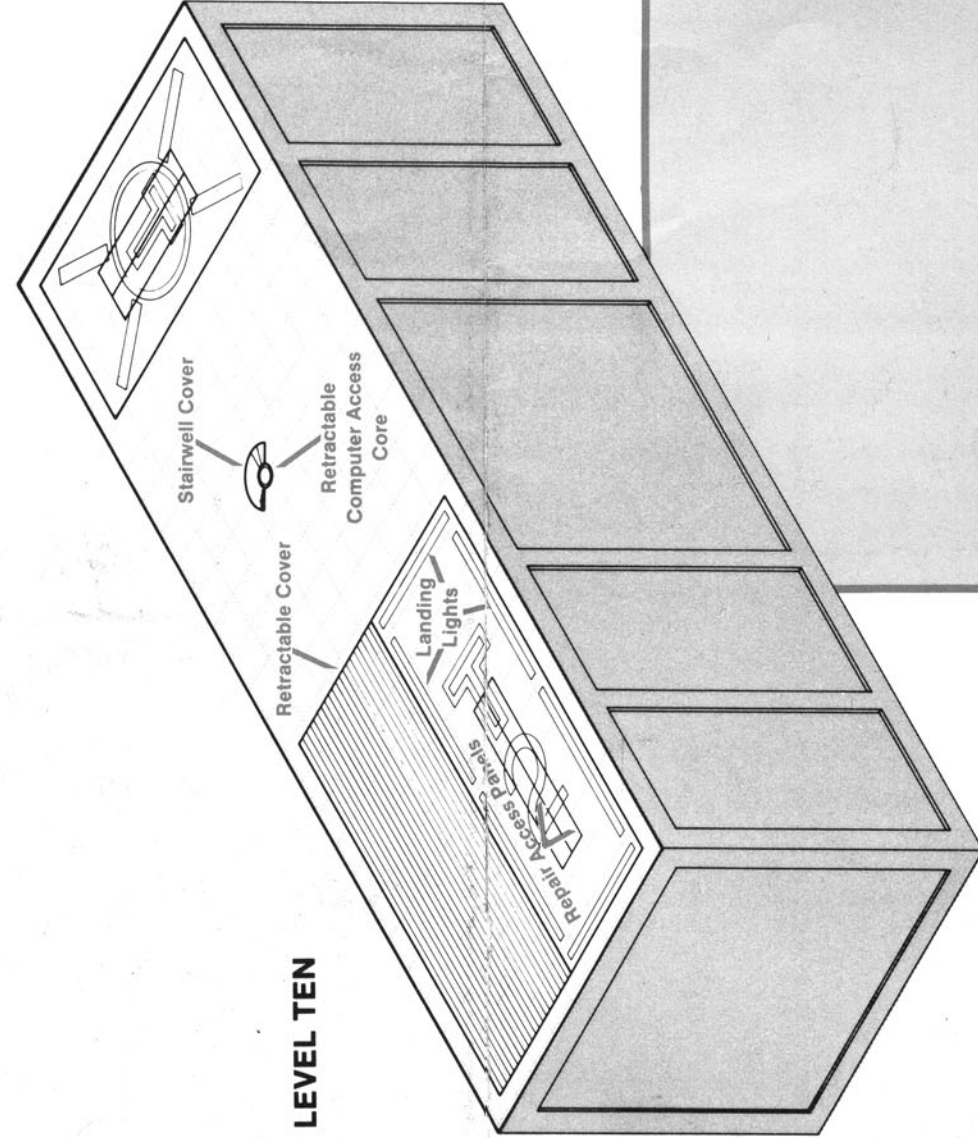 LEVEL TEN
Retractable Cover
Stairwell Cover
Retractable
Computer Access
Core
Landing
Lights
Repair Access Panels